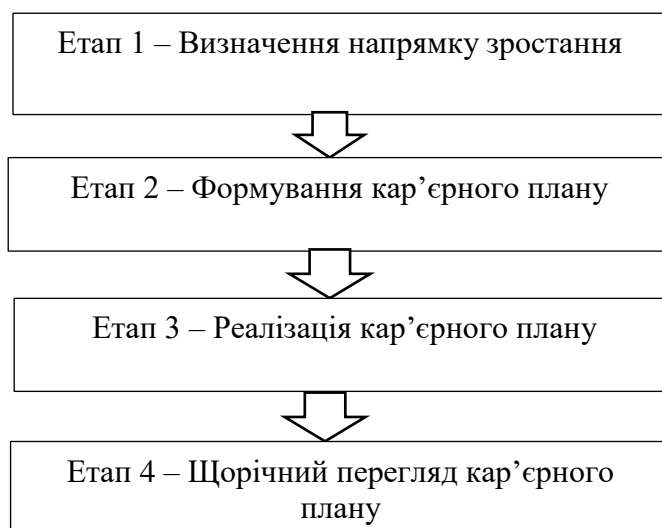 Етап 1 – Визначення напрямку зростання
Етап 2 – Формування кар’єрного плану
Етап 3 – Реалізація кар’єрного плану
Етап 4 – Щорічний перегляд кар’єрного
плану